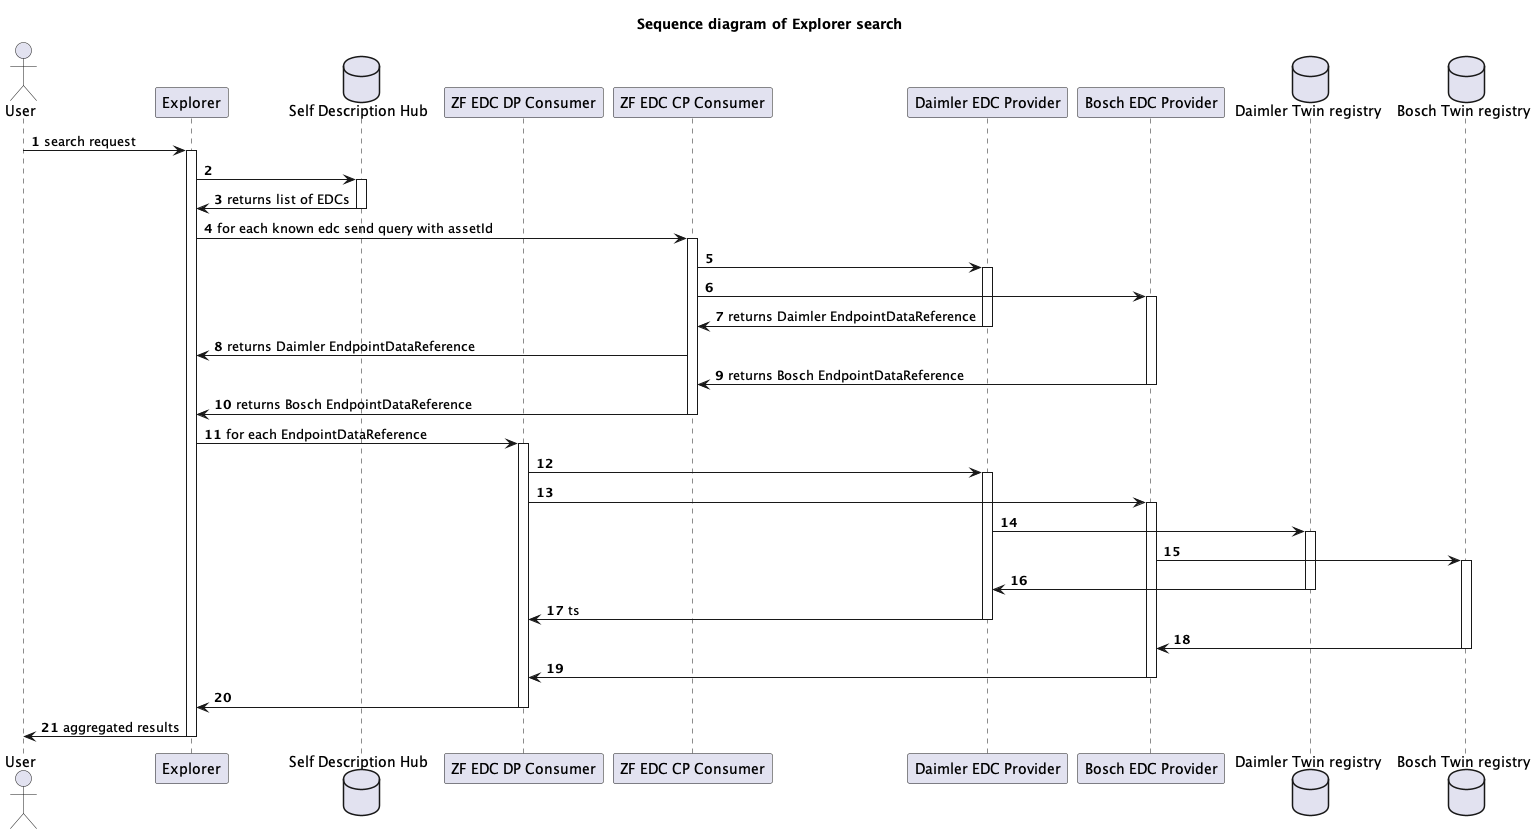 Sequence diagram of Explorer search
User
Explorer
Self Description Hub
ZF EDC DP Consumer
ZF EDC CP Consumer
Daimler EDC Provider
Bosch EDC Provider
Daimler Twin registry
Bosch Twin registry
1 search request
2
3 returns list of EDCs
4 for each known edc send query with assetId
5
6
7 returns Daimler EndpointDataReference
8 returns Daimler EndpointDataReference
9 returns Bosch EndpointDataReference
10 returns Bosch EndpointDataReference
11 for each EndpointDataReference
12
13
14
15
16
17 ts
18
19
20
21 aggregated results
User
Explorer
Self Description Hub
ZF EDC DP Consumer
ZF EDC CP Consumer
Daimler EDC Provider
Bosch EDC Provider
Daimler Twin registry
Bosch Twin registry